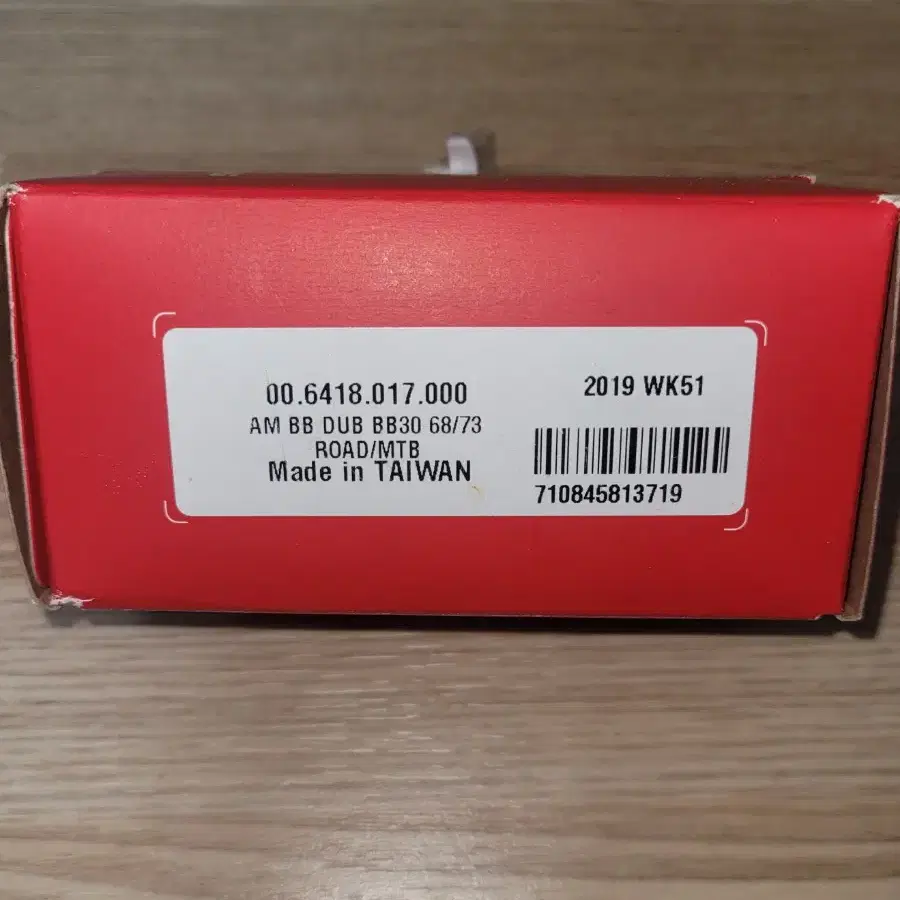 00.6418.017.000
AM BB DUB BB30 68/73
ROAD/MTB
Made in TAIWAN
2019 WK51
710845813719